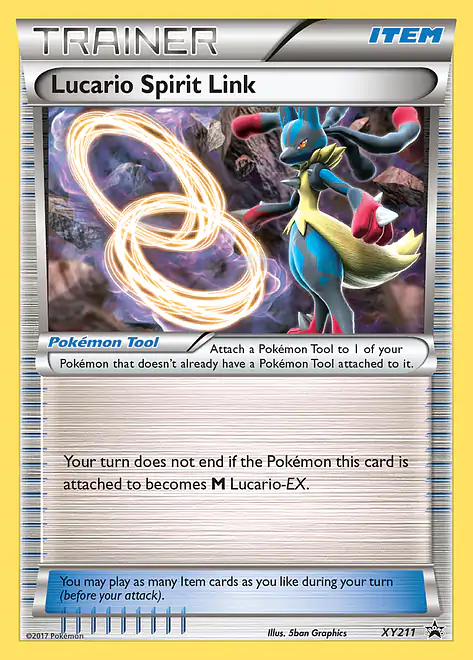 TRAINER
ITEM
Lucario Spirit Link
Pokémon Tool
Attach a Pokémon Tool to 1 of your
Pokémon that doesn't already have a Pokémon Tool attached to it.
Your turn does not end if the Pokémon this card is
attached to becomes M Lucario-EX.
You may play as many Item cards as you like during your turn
(before your attack).
©2017 Pokémon
Illus. 5ban Graphics
XY211